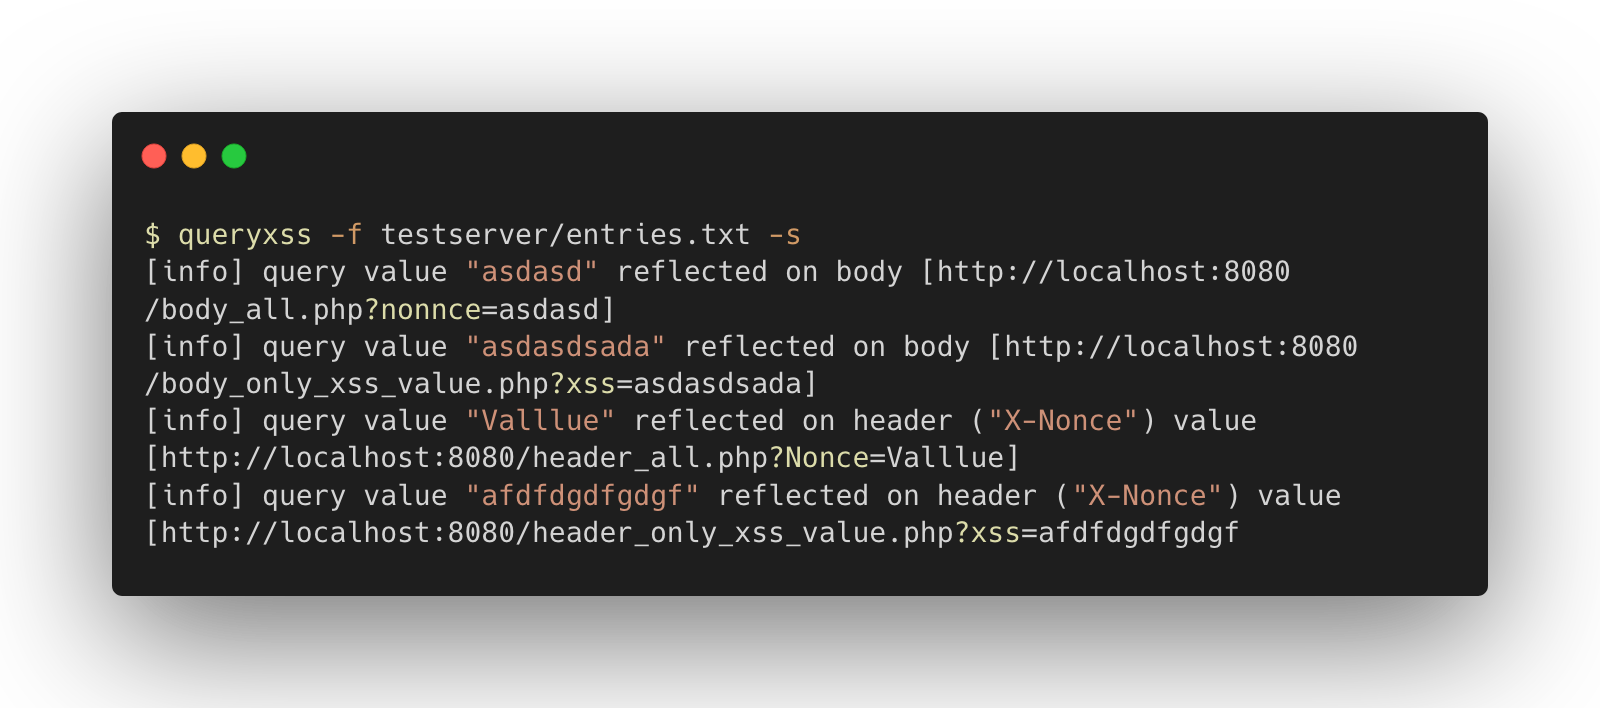 $ queryxss -f testserver/entries.txt -s
[info] query value "asdasd" reflected on body [http://localhost:8080
/body_all.php?nonnce=asdasd]
[info] query value "asdasdsada" reflected on body [http://localhost:8080
/body_only_xss_value.php?xss=asdasdsada]
[info] query value "Valllue" reflected on header ("X-Nonce") value
[http://localhost:8080/header_all.php?Nonce=Valllue]
[info] query value "afdfdgdfgdgf" reflected on header ("X-Nonce") value
[http://localhost:8080/header_only_xss_value.php?xss=afdfdgdfgdgf